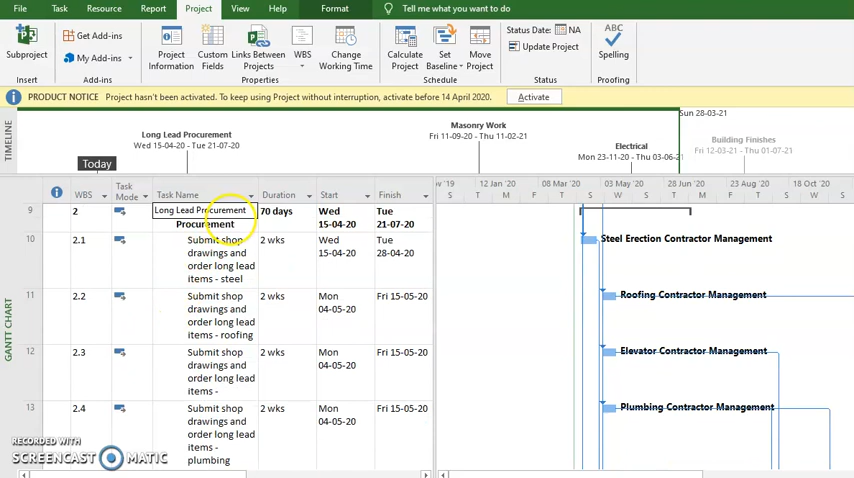 File Task Resource Report Project View Help Format Tell me what you want to do
Subproject
Insert
Get Add-ins
My Add-ins
Add-ins
Project
Information
Custom
Fields
Links Between
Projects
WBS
Change
Working Time
Properties
Calculate
Project
Set
Baseline
Move
Project
Schedule
Status Date: NA
Update Project
Status
ABC
Spelling
Proofing
PRODUCT NOTICE Project hasn't been activated. To keep using Project without interruption, activate before 14 April 2020. Activate
TIMELINE
Sun 28-03-21
Long Lead Procurement
Wed 15-04-20 - Tue 21-07-20
Masonry Work
Fri 11-09-20 - Thu 11-02-21
Electrical
Mon 23-11-20 - Thu 03-06-21
Building Finishes
Fri 12-03-21 - Thu 01-07-21
Today
WBS Task Mode Task Name Duration Start Finish
ov '19 12 Jan '20 08 Mar '20 03 May '20 28 Jun '20 23 Aug '20 18 Oct '20
S W S T M F T S W S T M F T S W S T M
GANTT CHART
9 2 Long Lead Procurement 70 days Wed Tue
Procurement 15-04-20 21-07-20
10 2.1 Submit shop 2 wks Wed Tue
drawings and 15-04-20 28-04-20
order long lead
items - steel
Steel Erection Contractor Management
11 2.2 Submit shop 2 wks Mon Fri 15-05-20
drawings and 04-05-20
order long lead
items - roofing
Roofing Contractor Management
12 2.3 Submit shop 2 wks Mon Fri 15-05-20
drawings and 04-05-20
order long lead
items -
Elevator Contractor Management
13 2.4 Submit shop 2 wks Mon Fri 15-05-20
drawings and 04-05-20
order long lead
items -
plumbing
Plumbing Contractor Management
RECORDED WITH
SCREENCAST MATIC